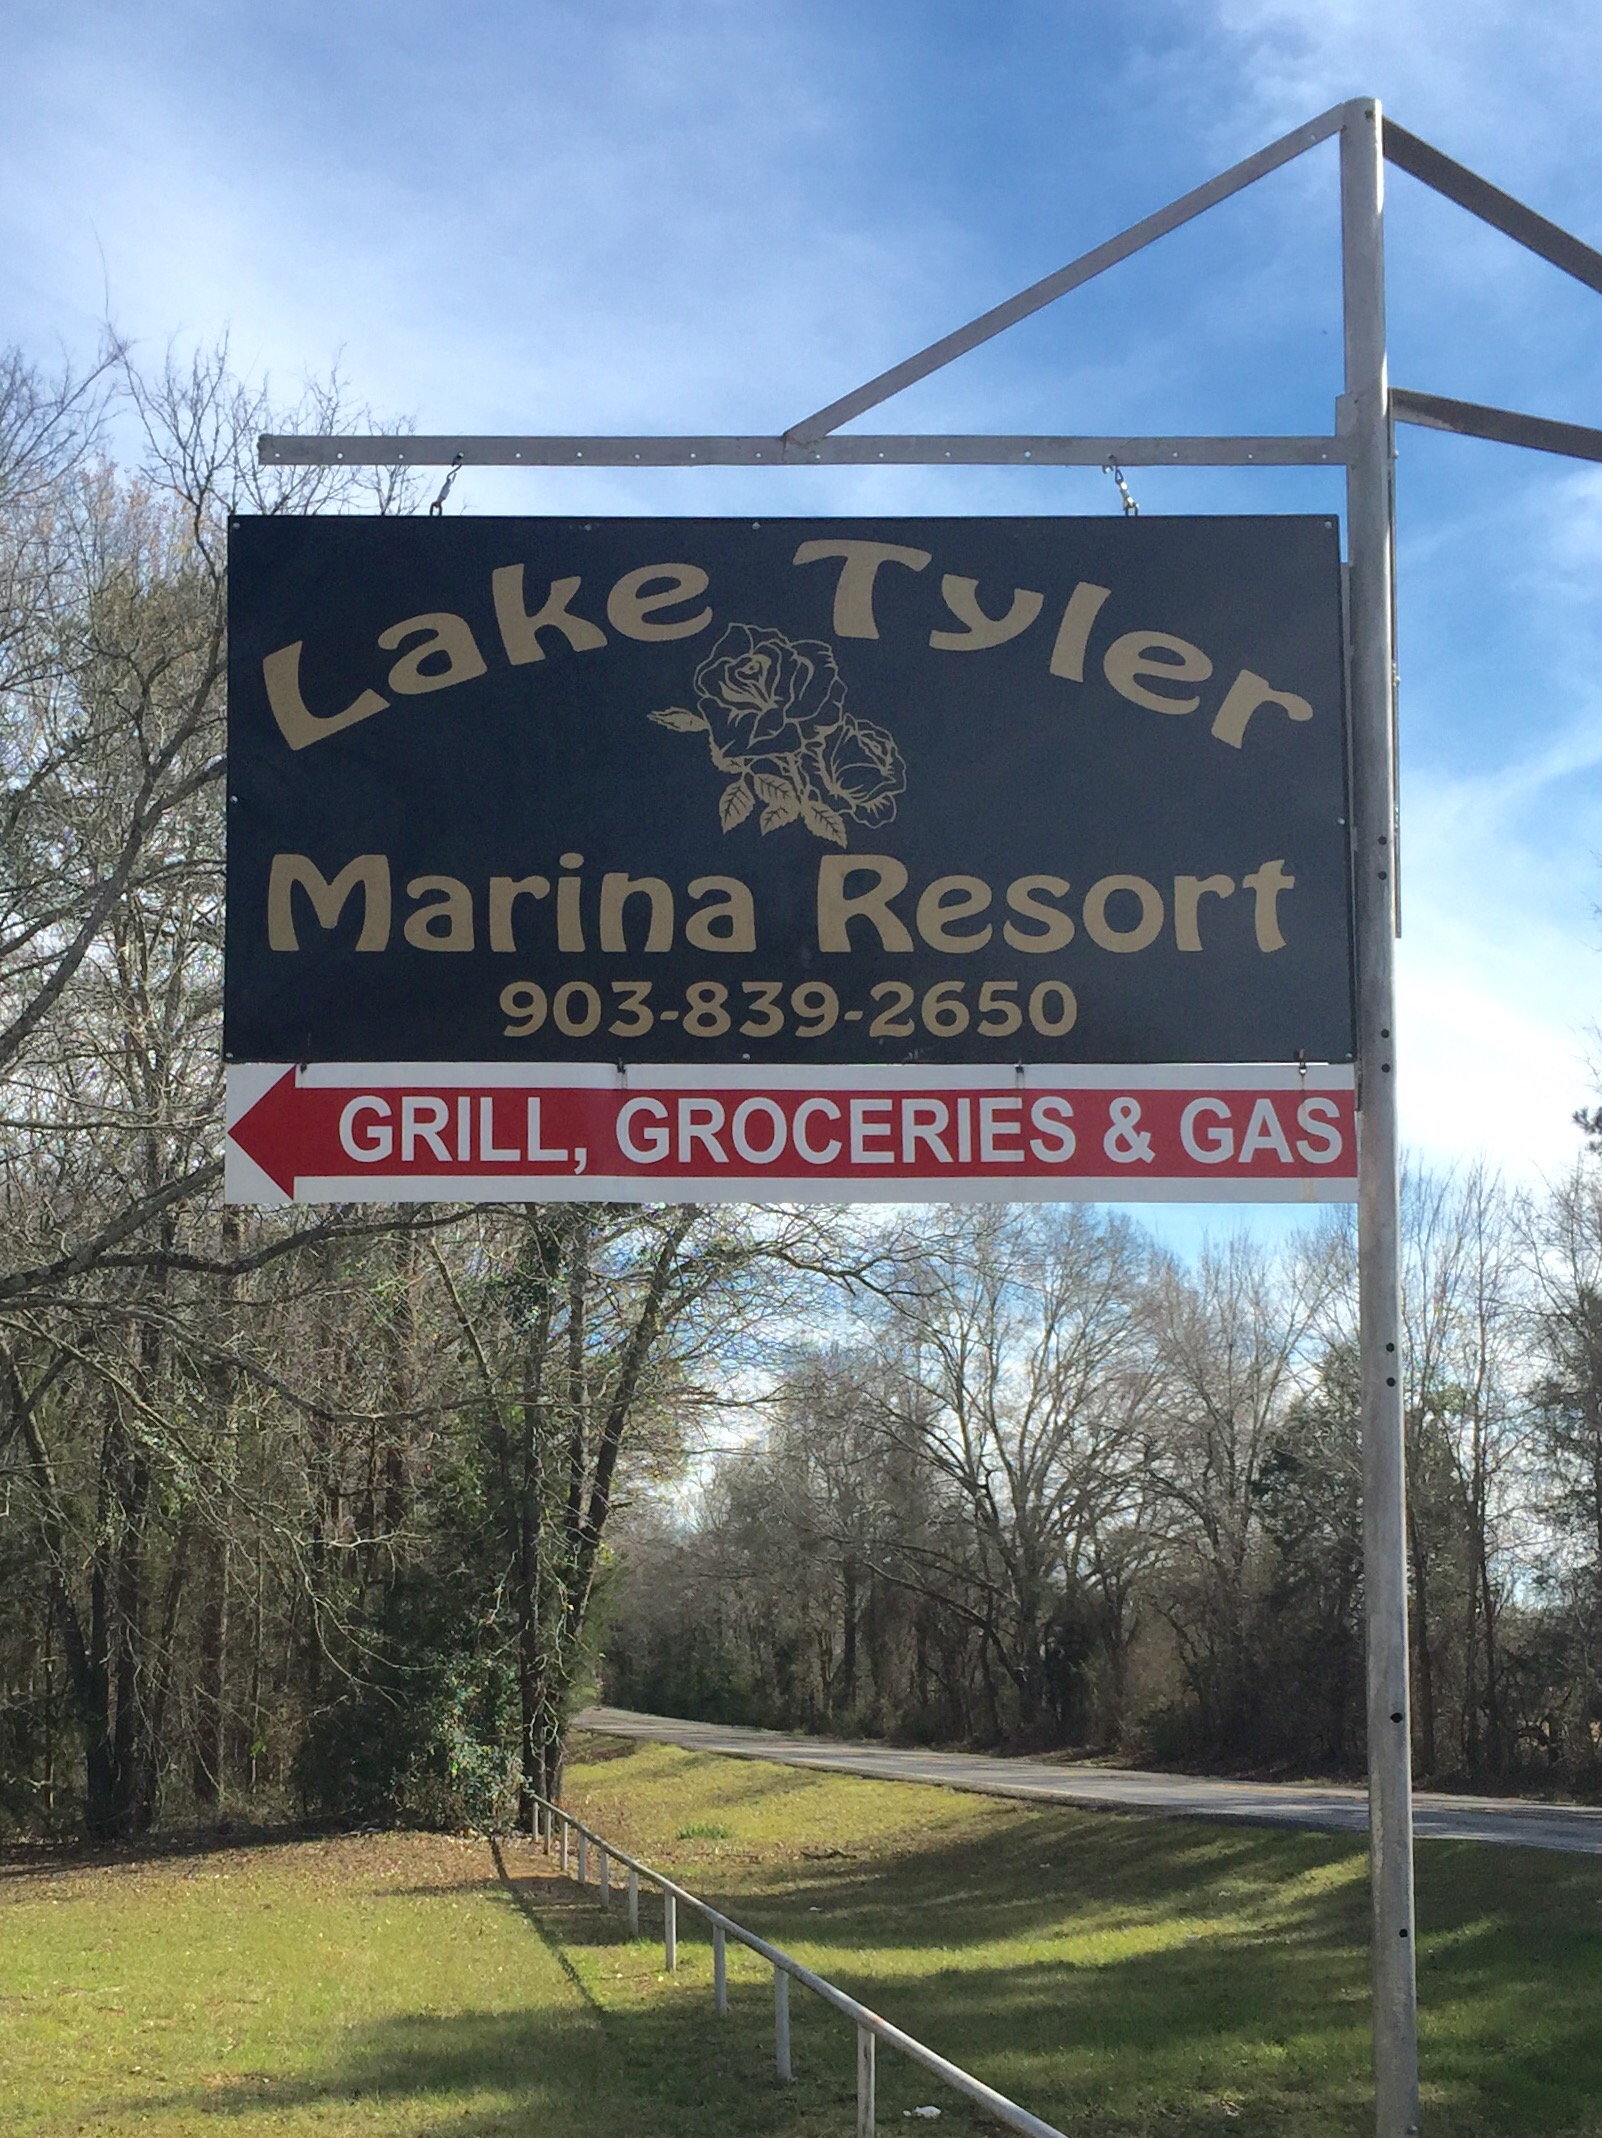 Lake Tyler
Marina Resort
903-839-2650
GRILL, GROCERIES & GAS